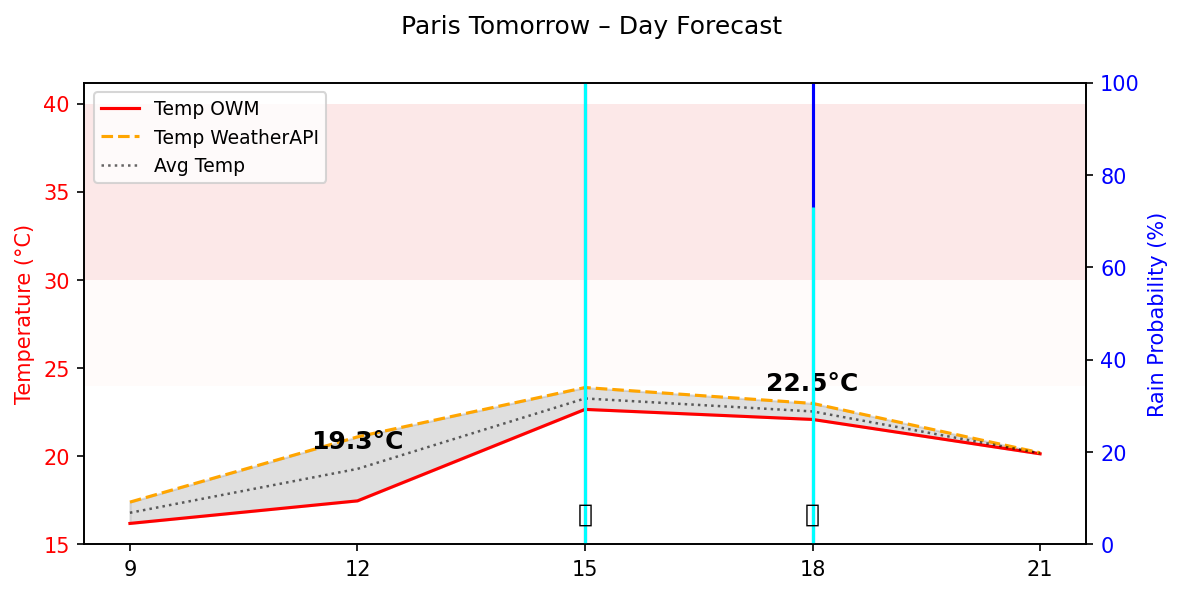 Paris Tomorrow – Day Forecast
Temp OWM
Temp WeatherAPI
Avg Temp
Temperature (°C)
40
35
30
25
20
15
19.3°C
22.5°C
9
12
15
18
21
100
80
60
40
20
0
Rain Probability (%)